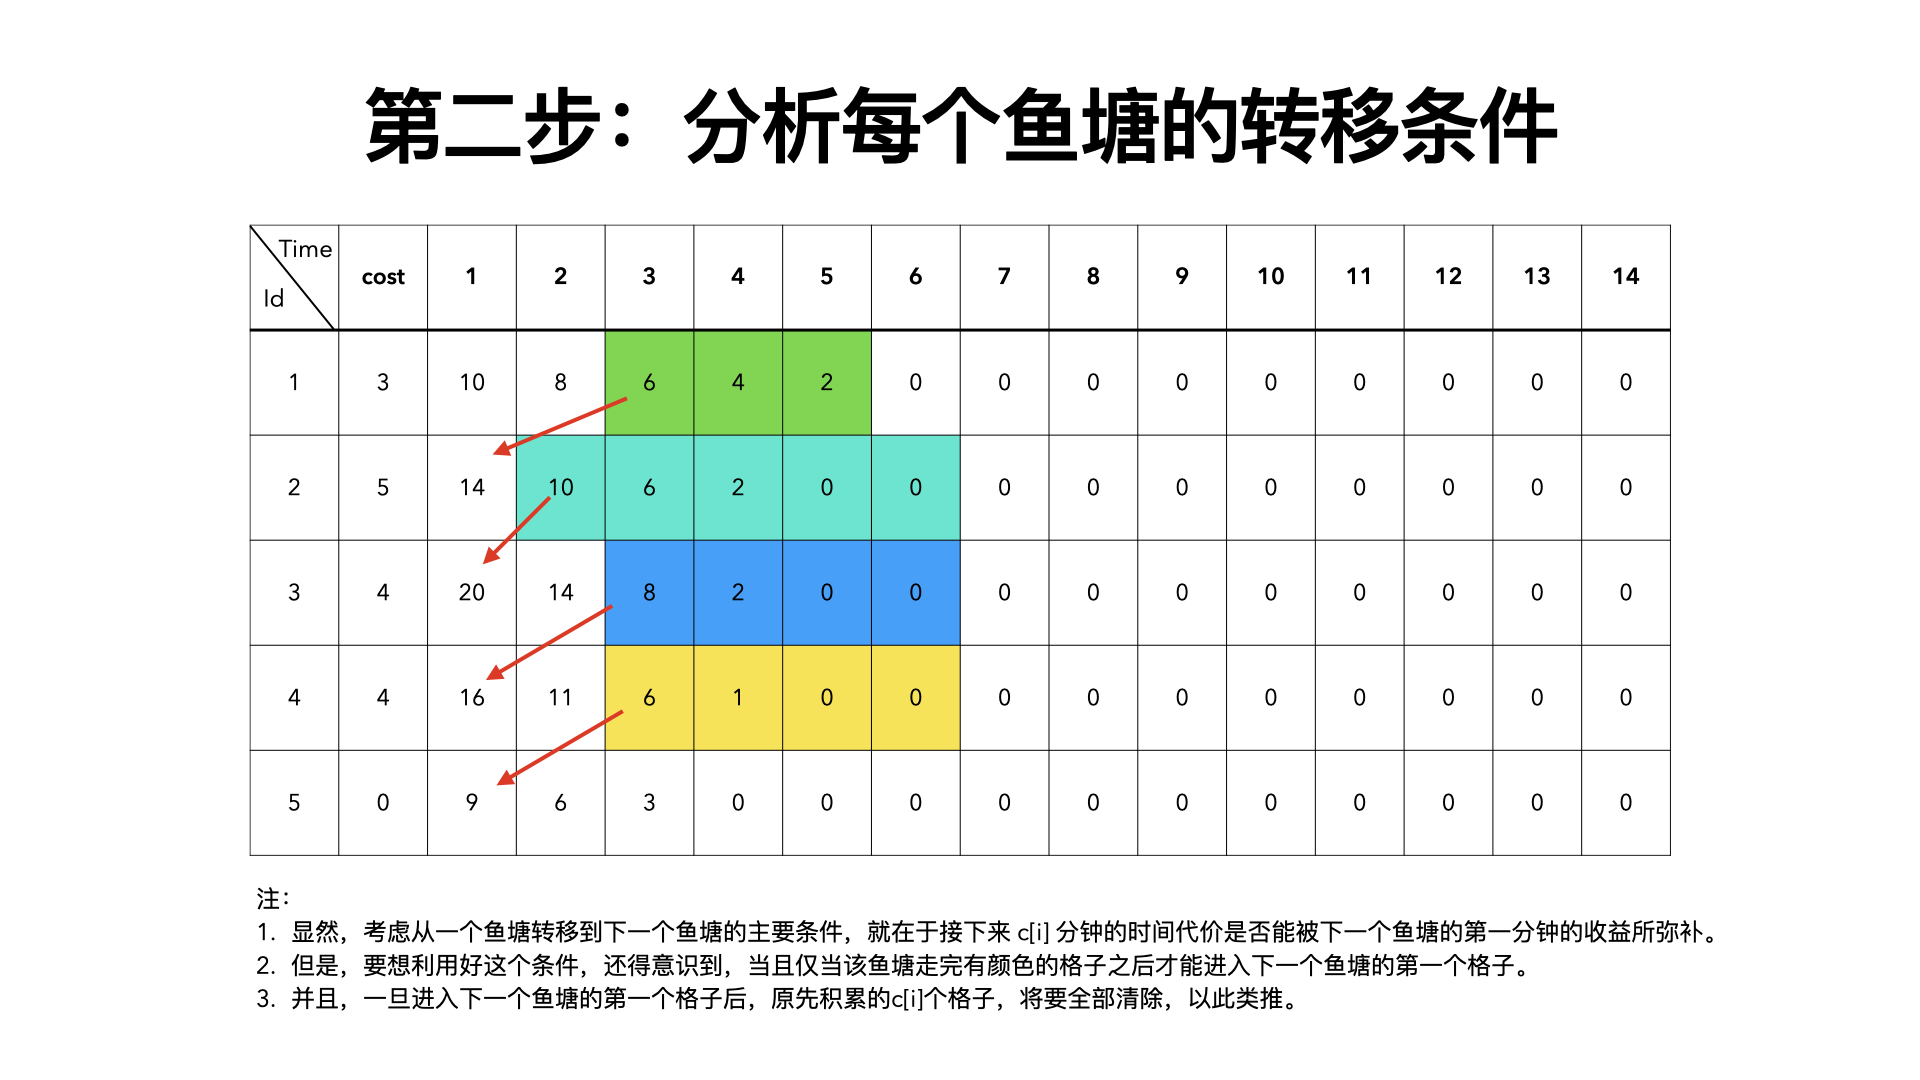 第二步：分析每个鱼塘的转移条件
Time
Id cost 1 2 3 4 5 6 7 8 9 10 11 12 13 14
1 3 10 8 6 4 2 0 0 0 0 0 0 0 0 0
2 5 14 10 6 2 0 0 0 0 0 0 0 0 0 0
3 4 20 14 8 2 0 0 0 0 0 0 0 0 0 0
4 4 16 11 6 1 0 0 0 0 0 0 0 0 0 0
5 0 9 6 3 0 0 0 0 0 0 0 0 0 0 0
注：
1. 显然，考虑从一个鱼塘转移到下一个鱼塘的主要条件，就在于接下来 c[i] 分钟的时间代价是否能被下一个鱼塘的第一分钟的收益所弥补。
2. 但是，要想利用好这个条件，还得意识到，当且仅当该鱼塘走完有颜色的格子之后才能进入下一个鱼塘的第一个格子。
3. 并且，一旦进入下一个鱼塘的第一个格子后，原先积累的c[i]个格子，将要全部清除，以此类推。